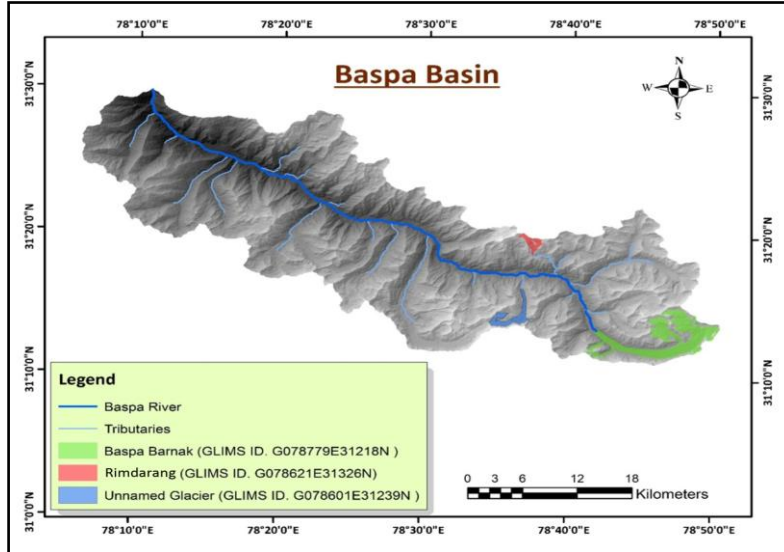 78°10'0"E 78°20'0"E 78°30'0"E 78°40'0"E 78°50'0"E
Baspa Basin
N
W E
S
31°30'0"N 31°30'0"N
31°20'0"N 31°20'0"N
31°10'0"N 31°10'0"N
31°0'0"N 31°0'0"N
Legend
Baspa River
Tributaries
Baspa Barnak (GLIMS ID. G078779E31218N )
Rimdarang (GLIMS ID. G078621E31326N)
Unnamed Glacier (GLIMS ID. G078601E31239N )
0 3 6 12 18
Kilometers
78°10'0"E 78°20'0"E 78°30'0"E 78°40'0"E 78°50'0"E